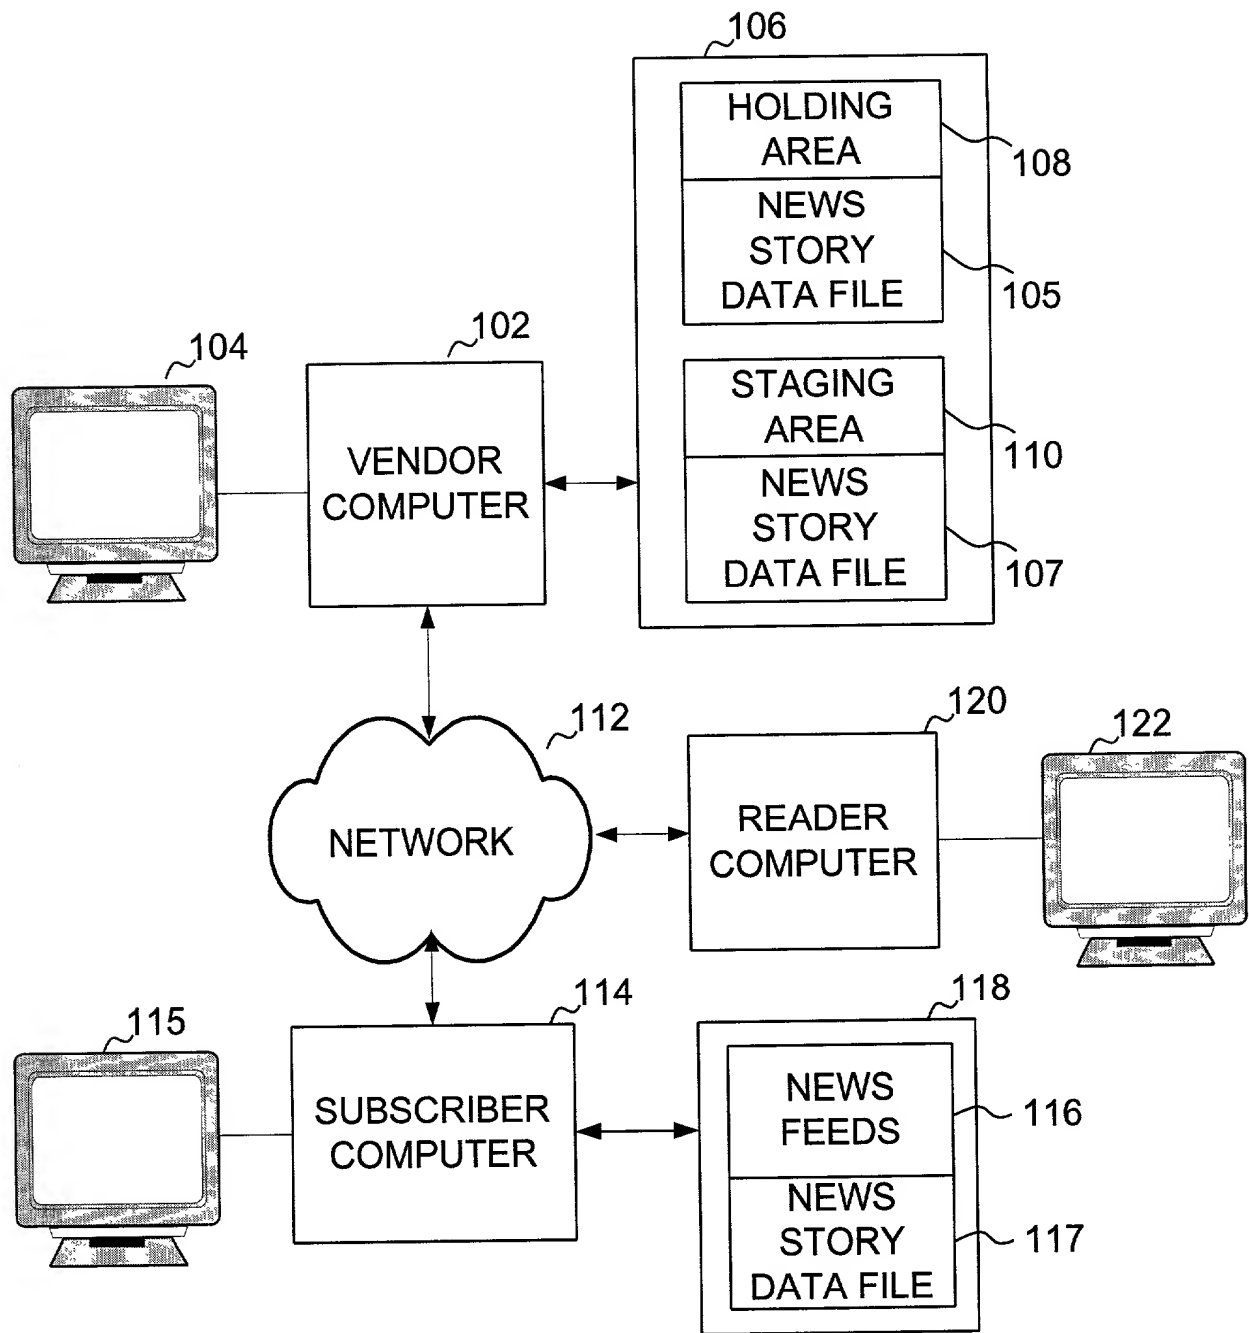 106
HOLDING
AREA
108
NEWS
STORY
DATA FILE
105
102
104
STAGING
AREA
110
VENDOR
COMPUTER
NEWS
STORY
DATA FILE
107
112
120
122
NETWORK
READER
COMPUTER
114
118
115
NEWS
FEEDS
116
SUBSCRIBER
COMPUTER
NEWS
STORY
DATA FILE
117